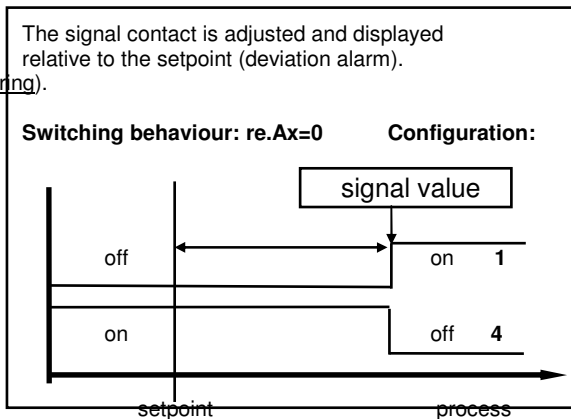 The signal contact is adjusted and displayed
relative to the setpoint (deviation alarm).
ring).
Switching behaviour: re.Ax=0 Configuration:
signal value
off on 1
on off 4
setpoint process